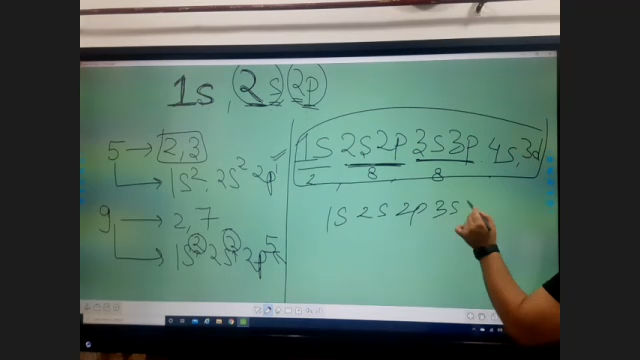 1s, 2s 2p
5 → 2,3
1s², 2s² 2p¹
9 → 2, 7
1s² 2s² 2p⁵
1s 2s 2p 3s 3p 4s, 3d
2, 8 8
1s 2s 2p 3s